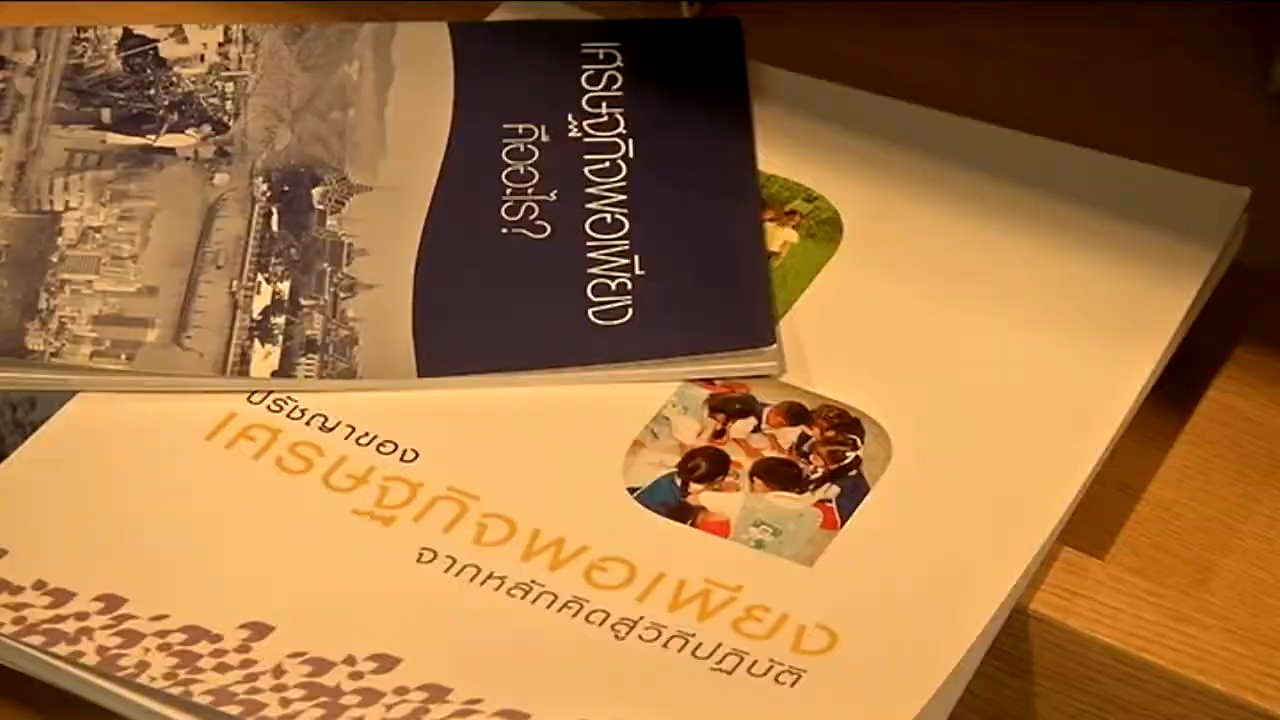 เศรษฐกิจพอเพียง
คืออะไร?
ปรัชญาของ
เศรษฐกิจพอเพียง
จากหลักคิดสู่วิถีปฏิบัติ